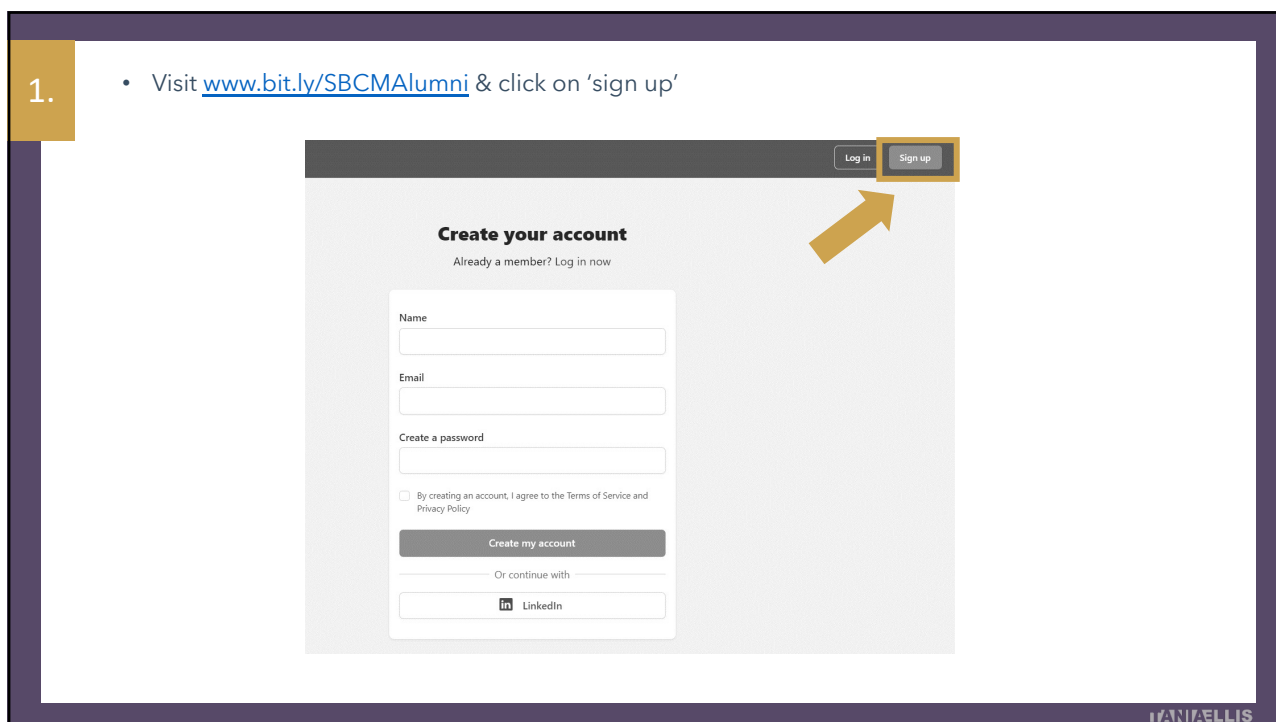 1.
• Visit www.bit.ly/SBCMAlumni & click on ‘sign up’
Log in
Sign up
Create your account
Already a member? Log in now
Name
Email
Create a password
By creating an account, I agree to the Terms of Service and
Privacy Policy
Create my account
Or continue with
in LinkedIn
TANIAELLIS